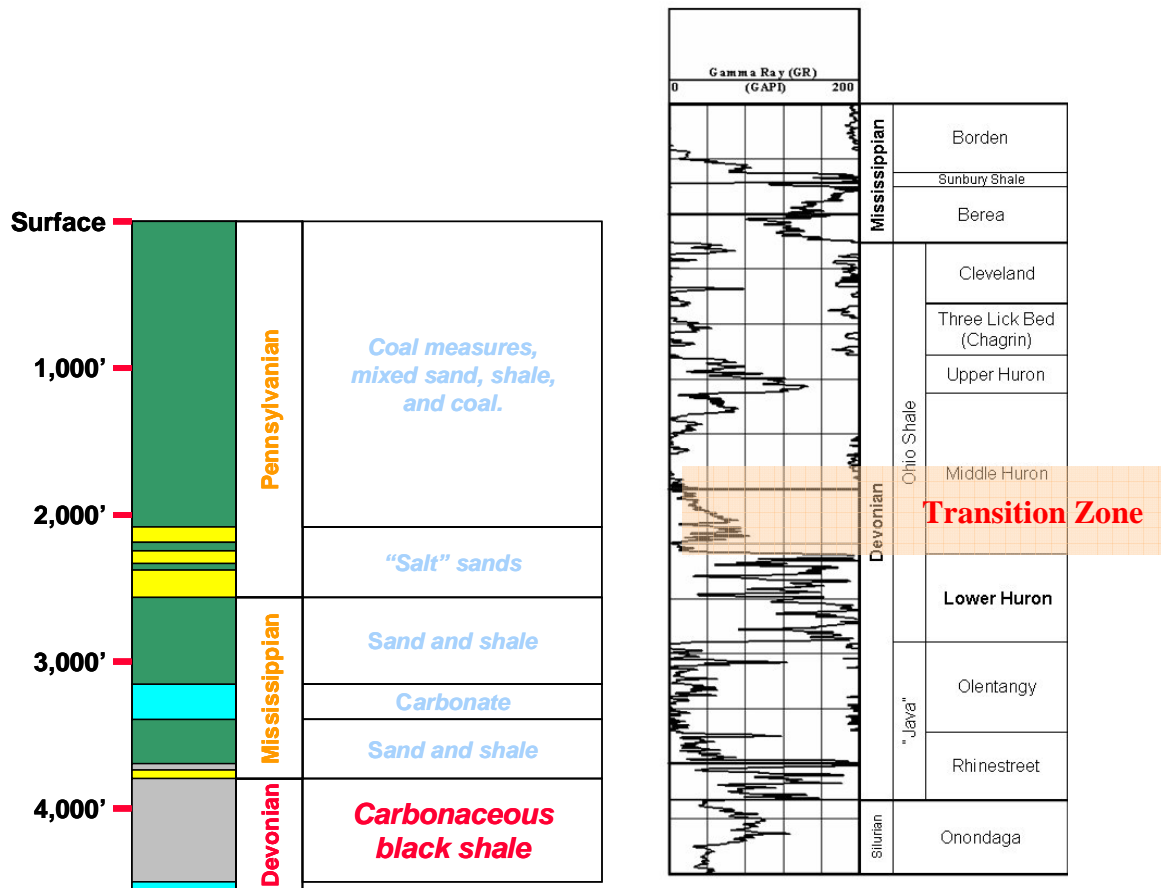 Surface
1,000’
2,000’
3,000’
4,000’
Pennsylvanian
Mississippian
Devonian
Coal measures,
mixed sand, shale,
and coal.
“Salt” sands
Sand and shale
Carbonate
Sand and shale
Carbonaceous
black shale
Gamma Ray (GR)
0 (GAPI) 200
Mississippian
Devonian
Silurian
Ohio Shale
"Java"
Borden
Sunbury Shale
Berea
Cleveland
Three Lick Bed
(Chagrin)
Upper Huron
Middle Huron
Transition Zone
Lower Huron
Olentangy
Rhinestreet
Onondaga